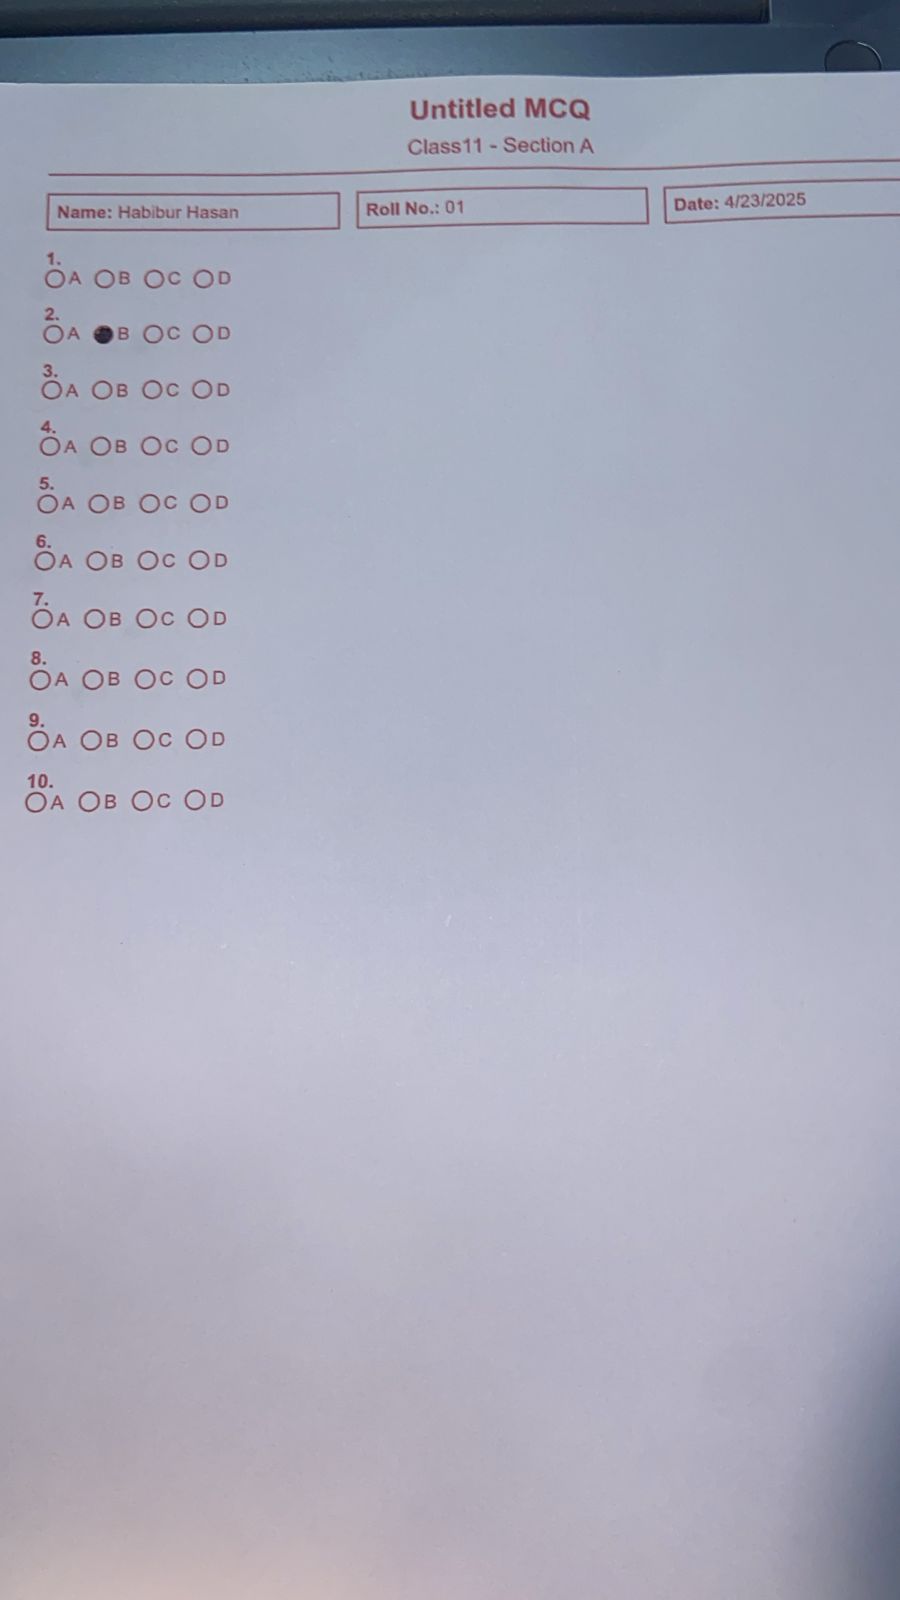 Untitled MCQ
Class11 - Section A
Name: Habibur Hasan
Roll No.: 01
Date: 4/23/2025
1.
A B C D
2.
A B C D
3.
A B C D
4.
A B C D
5.
A B C D
6.
A B C D
7.
A B C D
8.
A B C D
9.
A B C D
10.
A B C D